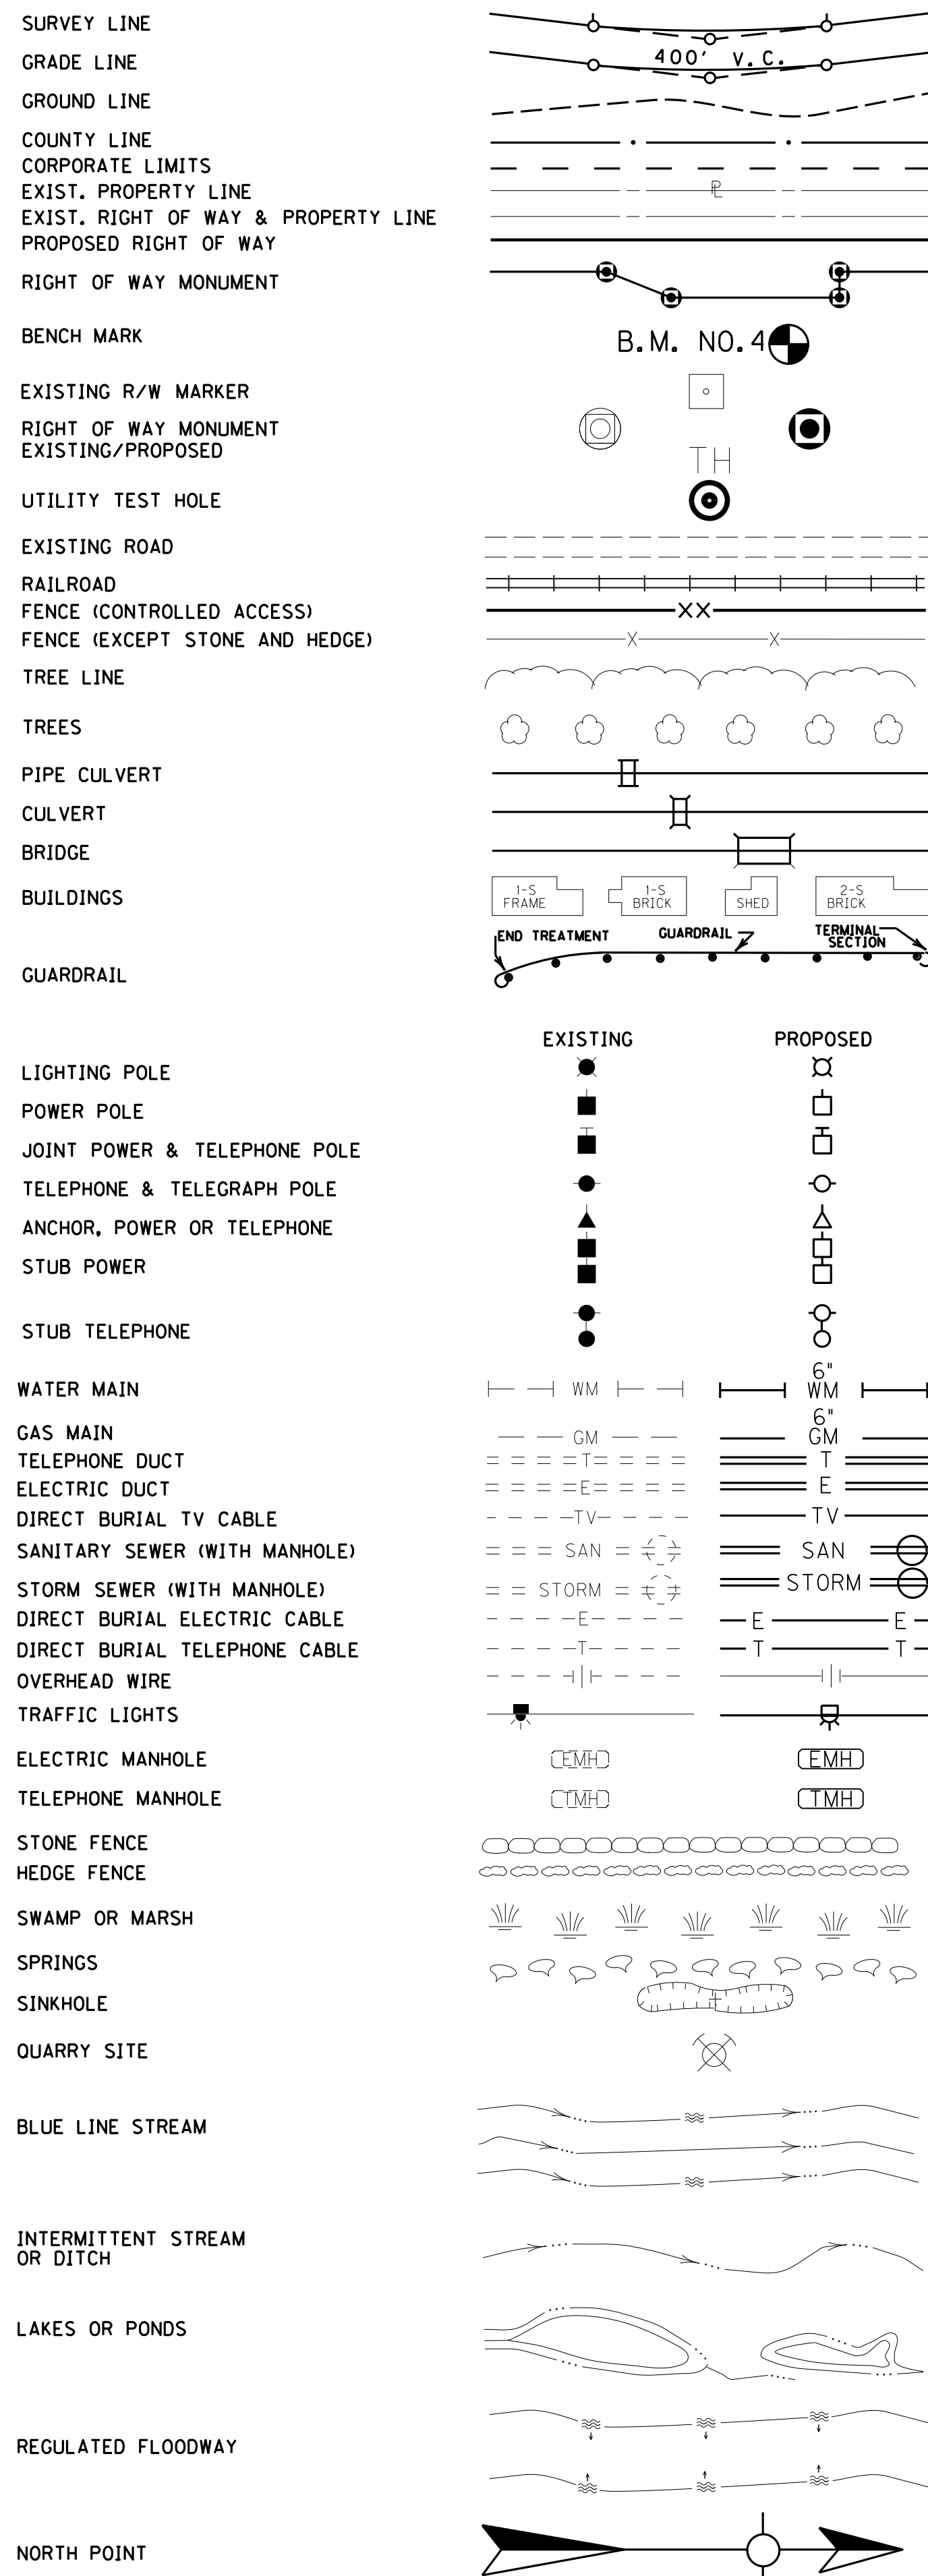 SURVEY LINE
GRADE LINE
400' V.C.
GROUND LINE
COUNTY LINE
CORPORATE LIMITS
EXIST. PROPERTY LINE
PL
EXIST. RIGHT OF WAY & PROPERTY LINE
PROPOSED RIGHT OF WAY
RIGHT OF WAY MONUMENT
BENCH MARK
B.M. NO.4
EXISTING R/W MARKER
RIGHT OF WAY MONUMENT
EXISTING/PROPOSED
TH
UTILITY TEST HOLE
EXISTING ROAD
RAILROAD
FENCE (CONTROLLED ACCESS)
XX
FENCE (EXCEPT STONE AND HEDGE)
X X
TREE LINE
TREES
PIPE CULVERT
CULVERT
BRIDGE
BUILDINGS
1-S
FRAME
1-S
BRICK
SHED
2-S
BRICK
END TREATMENT
GUARDRAIL
TERMINAL
SECTION
GUARDRAIL
EXISTING PROPOSED
LIGHTING POLE
POWER POLE
JOINT POWER & TELEPHONE POLE
TELEPHONE & TELEGRAPH POLE
ANCHOR, POWER OR TELEPHONE
STUB POWER
STUB TELEPHONE
6"
WATER MAIN WM WM
6"
GAS MAIN GM GM
TELEPHONE DUCT T T
ELECTRIC DUCT E E
DIRECT BURIAL TV CABLE TV TV
SANITARY SEWER (WITH MANHOLE) SAN SAN
STORM SEWER (WITH MANHOLE) STORM STORM
DIRECT BURIAL ELECTRIC CABLE E E E
DIRECT BURIAL TELEPHONE CABLE T T T
OVERHEAD WIRE
TRAFFIC LIGHTS
ELECTRIC MANHOLE EMH EMH
TELEPHONE MANHOLE TMH TMH
STONE FENCE
HEDGE FENCE
SWAMP OR MARSH
SPRINGS
SINKHOLE
QUARRY SITE
BLUE LINE STREAM
INTERMITTENT STREAM
OR DITCH
LAKES OR PONDS
REGULATED FLOODWAY
NORTH POINT